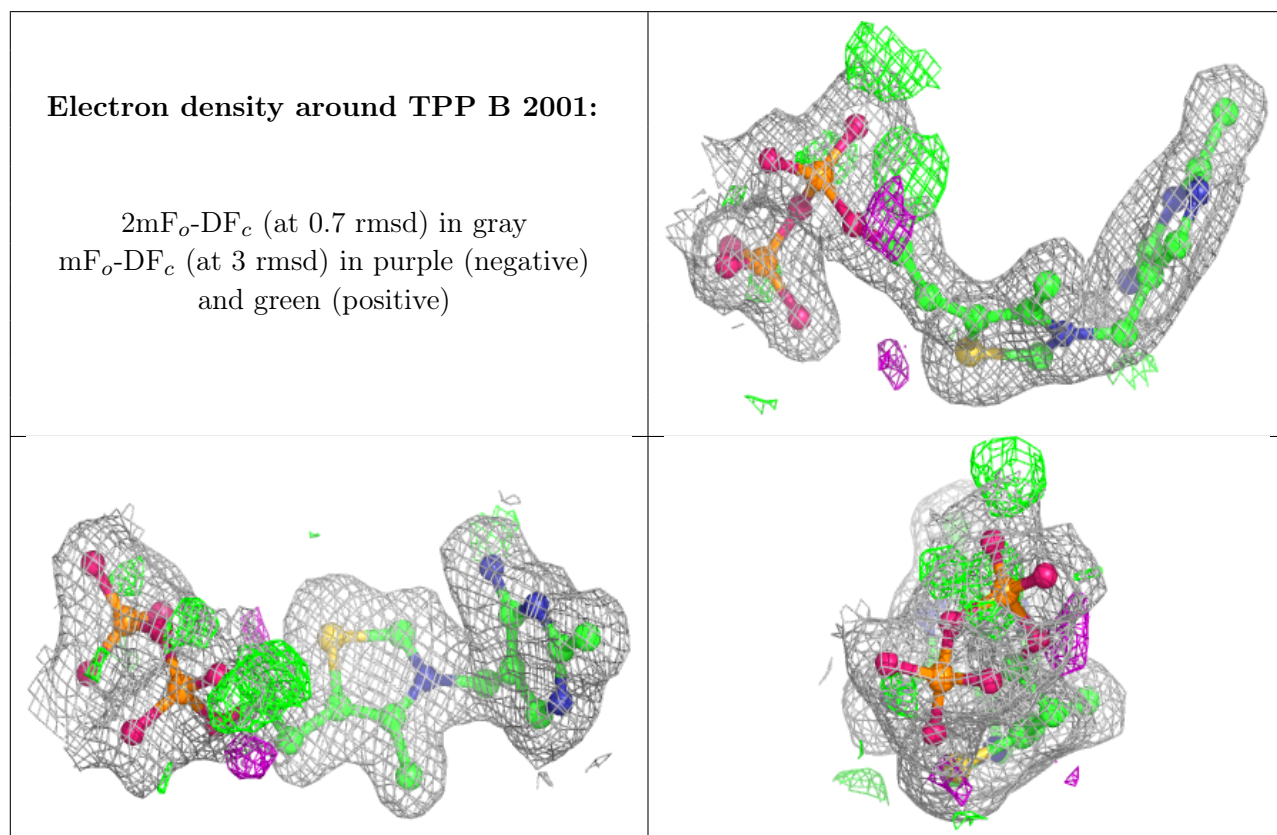 Electron density around TPP B 2001:
2mFo-DFc (at 0.7 rmsd) in gray
mFo-DFc (at 3 rmsd) in purple (negative)
and green (positive)